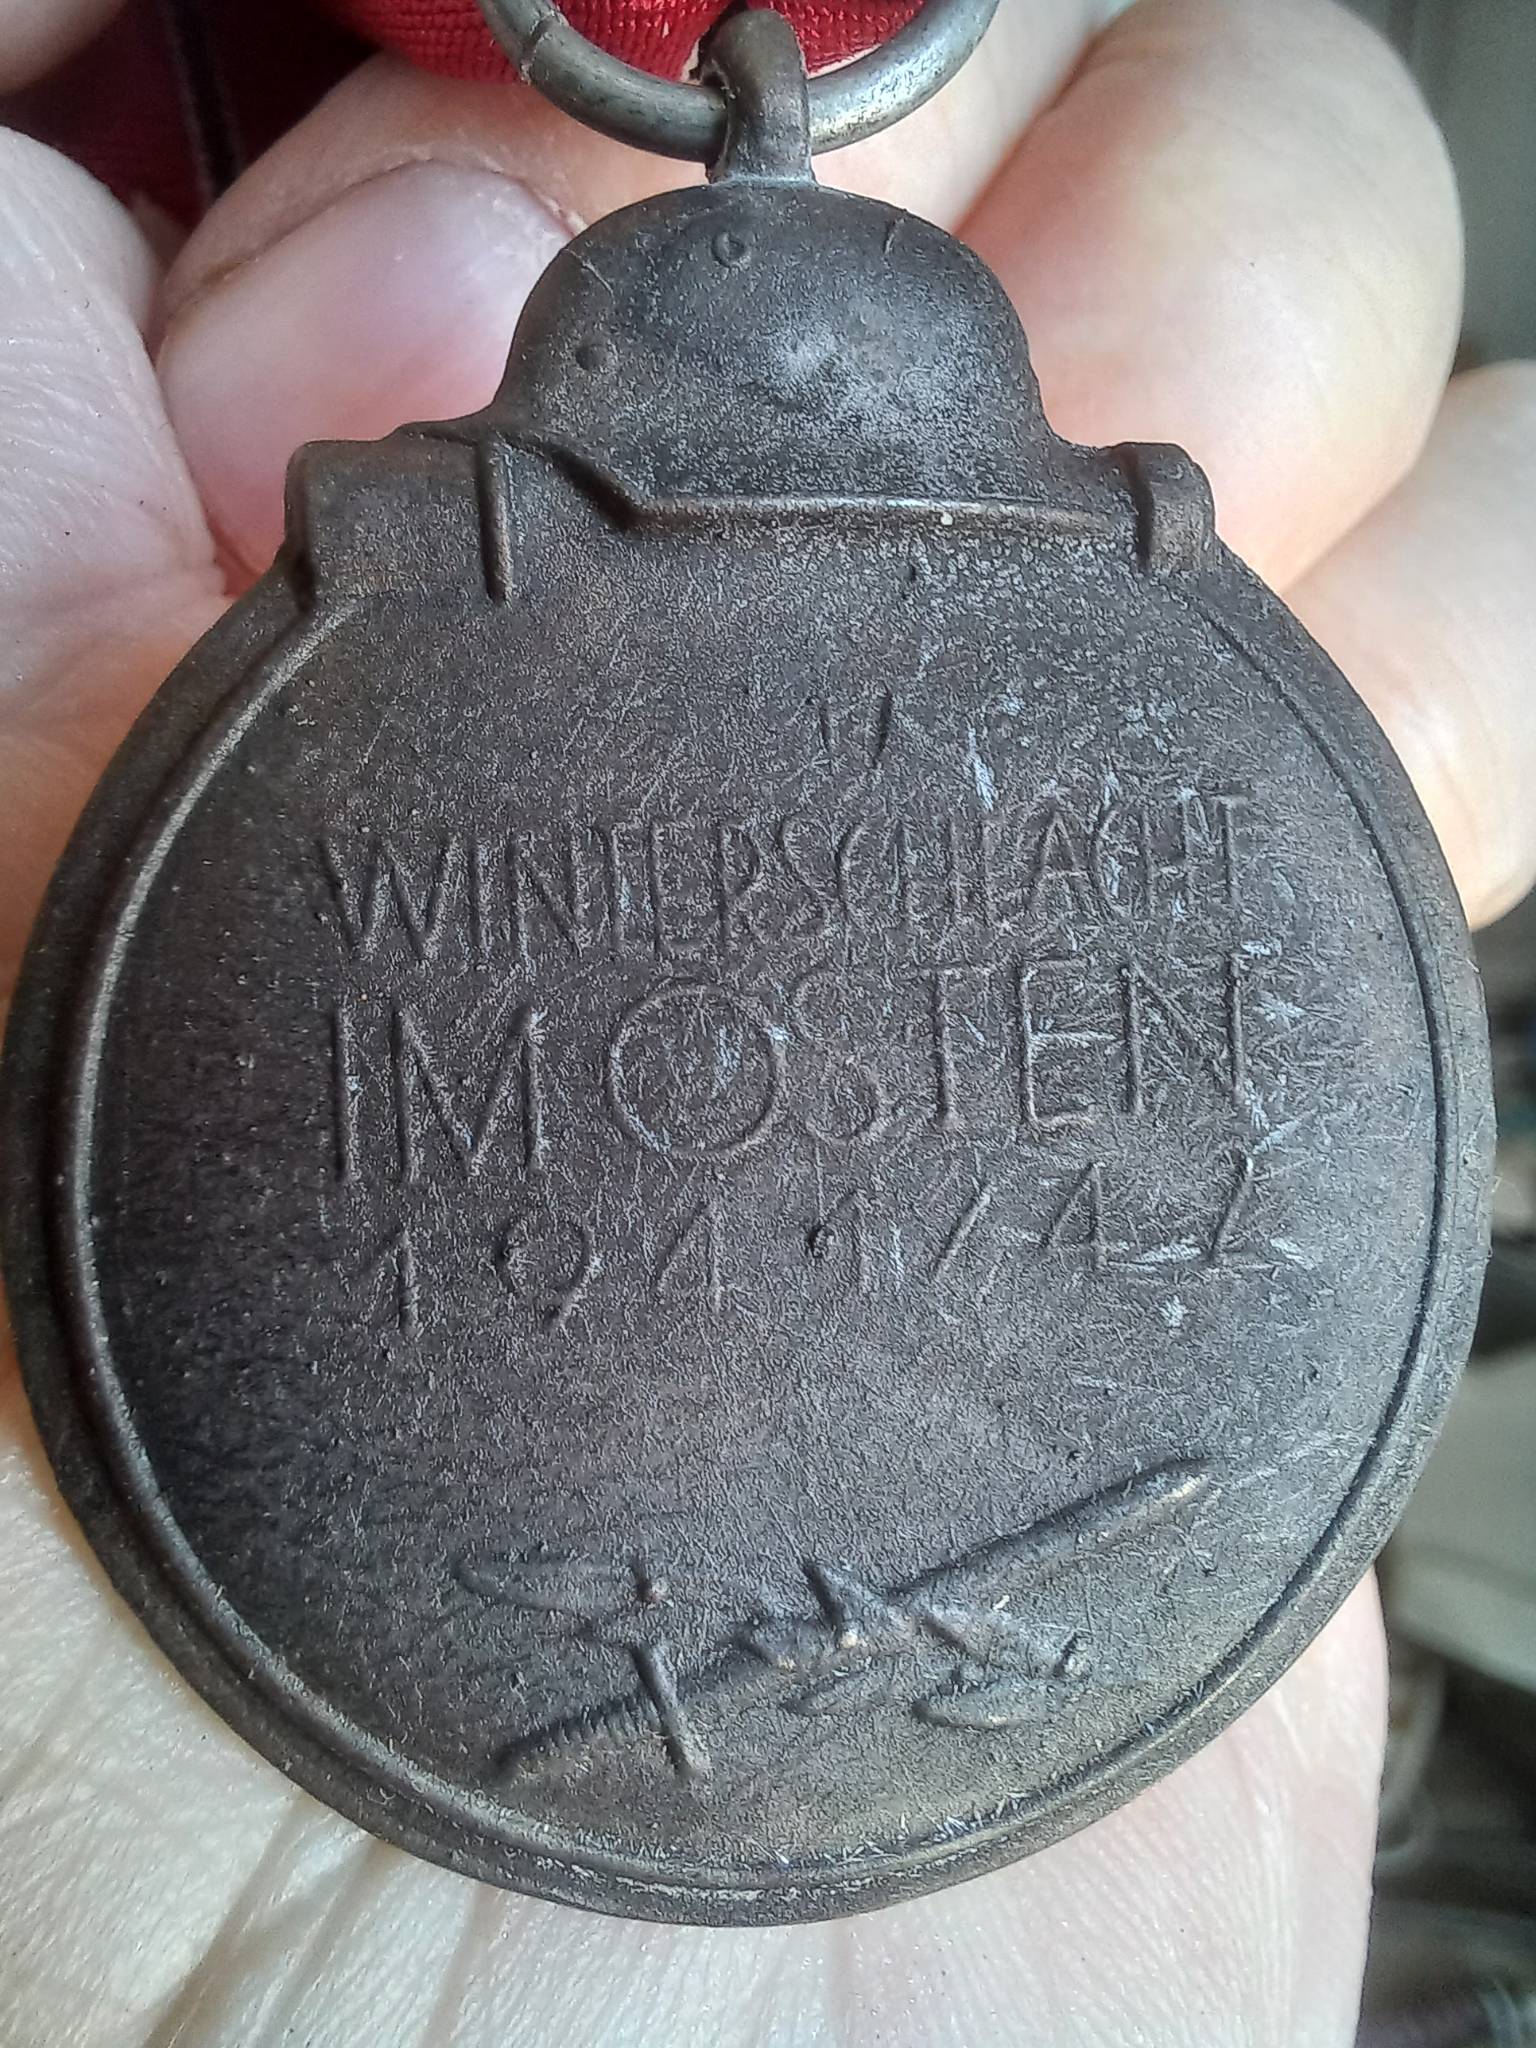 WINTERSCHLACHT
IM OSTEN
1941/42